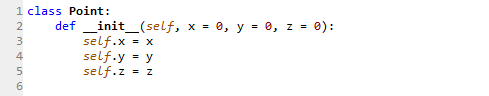 1 class Point:
2     def __init__(self, x = 0, y = 0, z = 0):
3         self.x = x
4         self.y = y
5         self.z = z
6